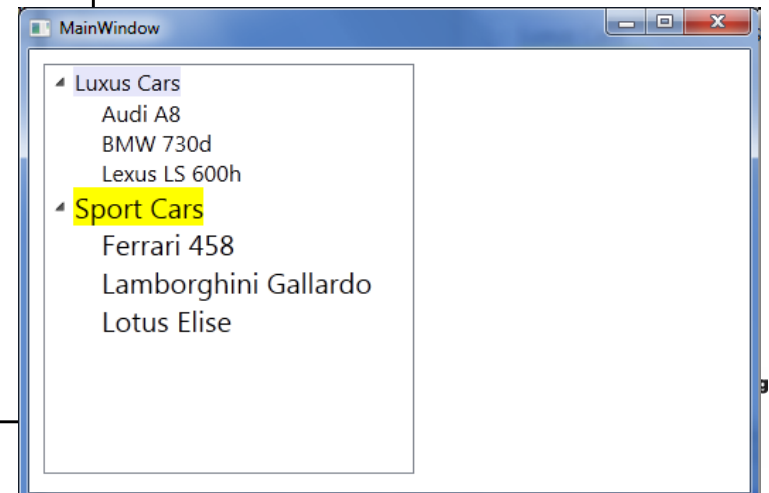 MainWindow
Luxus Cars
Audi A8
BMW 730d
Lexus LS 600h
Sport Cars
Ferrari 458
Lamborghini Gallardo
Lotus Elise